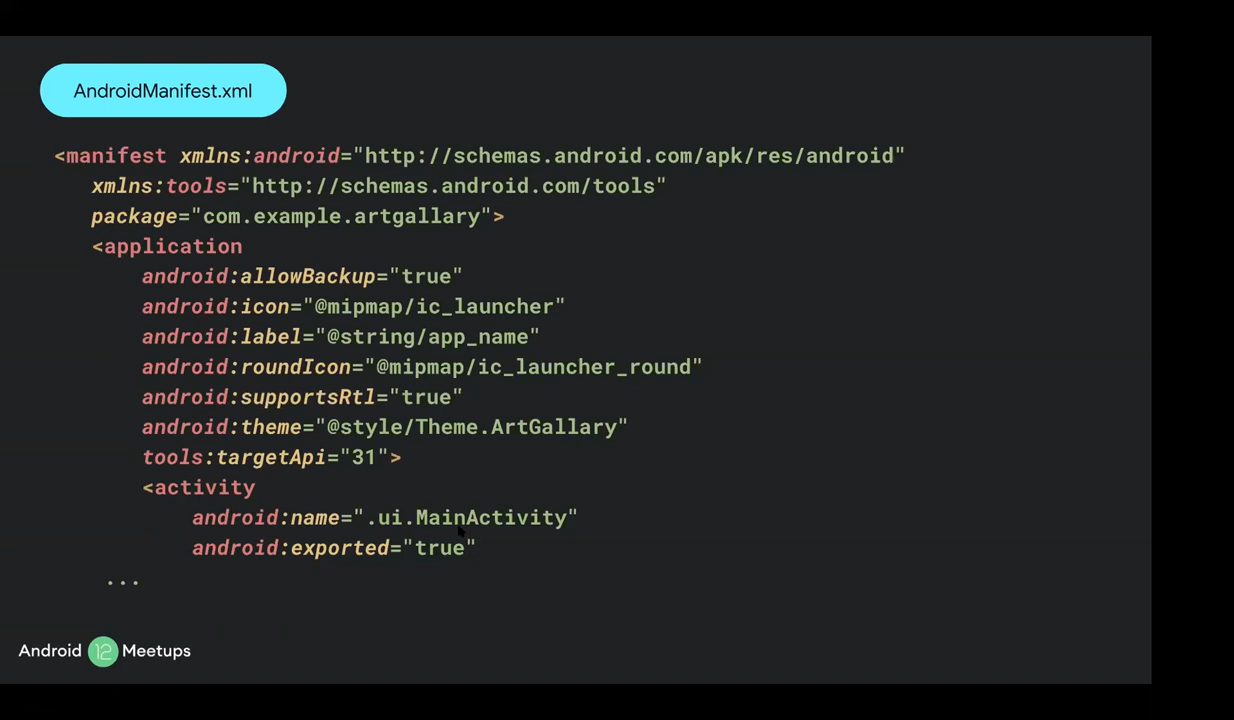 AndroidManifest.xml
<manifest xmlns:android="http://schemas.android.com/apk/res/android"
xmlns:tools="http://schemas.android.com/tools"
package="com.example.artgallary">
<application
android:allowBackup="true"
android:icon="@mipmap/ic_launcher"
android:label="@string/app_name"
android:roundIcon="@mipmap/ic_launcher_round"
android:supportsRtl="true"
android:theme="@style/Theme.ArtGallary"
tools:targetApi="31">
<activity
android:name=".ui.MainActivity"
android:exported="true"
...
Android 12 Meetups